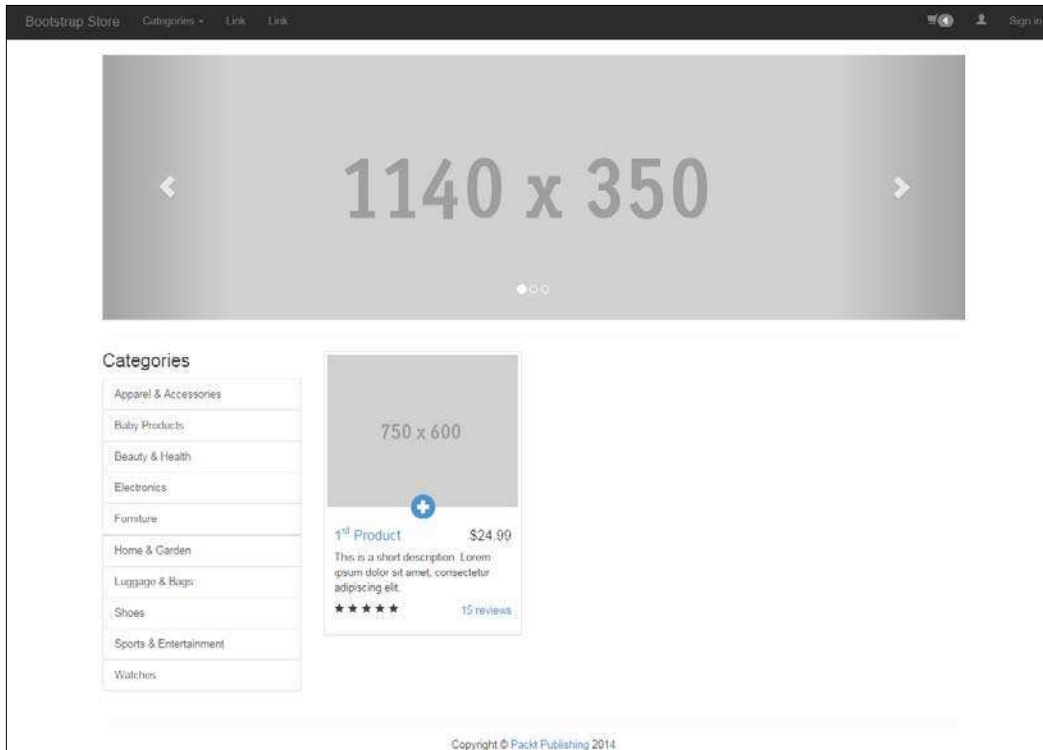 Bootstrap Store Categories Link Link 4 Sign in
1140 x 350
Categories
Apparel & Accessories
Baby Products
Beauty & Health
Electronics
Furniture
Home & Garden
Luggage & Bags
Shoes
Sports & Entertainment
Watches
750 x 600
1st Product $24.99
This is a short description. Lorem
ipsum dolor sit amet, consectetur
adipiscing elit.
15 reviews
Copyright © Packt Publishing 2014